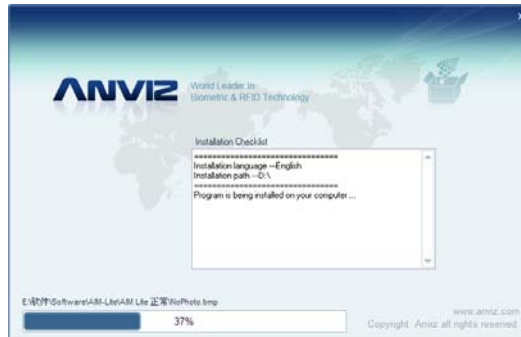 ANVIZ
World Leader In
Biometric & RFID Technology
Installation Checklist
================================
Installation language ---English
Installation path ---D:\
================================
Program is being installed on your computer ...
E:\软件\Software\AIM-Lite\AIM Lite 正常\NoPhoto.bmp
37%
www.anviz.com
Copyright Anviz all rights reserved.